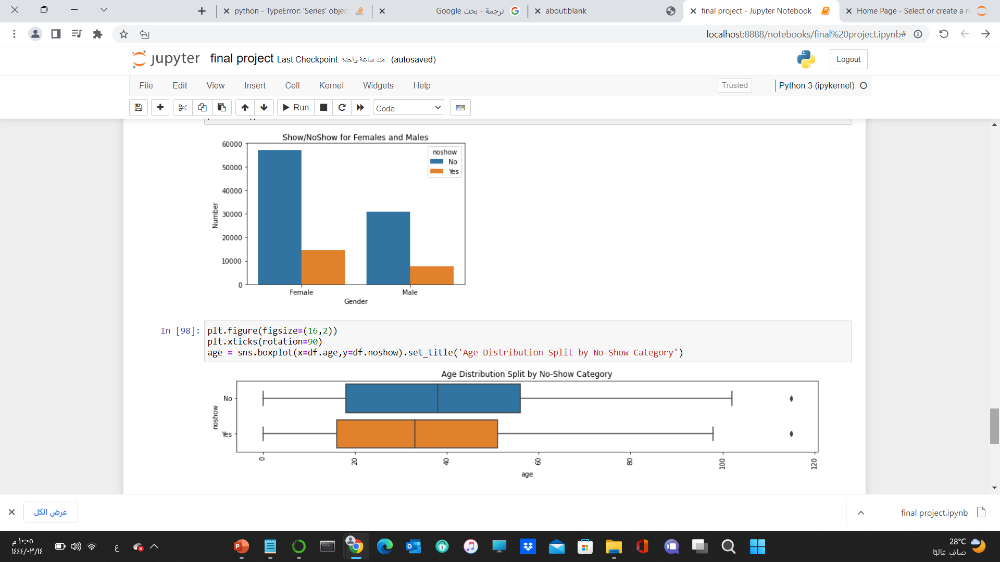 python - TypeError: 'Series' objec
ترجمة - بحث Google
about:blank
final project - Jupyter Notebook
Home Page - Select or create a n
localhost:8888/notebooks/final%20project.ipynb#
jupyter final project Last Checkpoint: منذ ساعة واحدة (autosaved)
Logout
File Edit View Insert Cell Kernel Widgets Help
Trusted
Python 3 (ipykernel)
Run
Code
Show/NoShow for Females and Males
60000
50000
40000
30000
20000
10000
0
Number
noshow
No
Yes
Female Male
Gender
In [98]:
plt.figure(figsize=(16,2))
plt.xticks(rotation=90)
age = sns.boxplot(x=df.age,y=df.noshow).set_title('Age Distribution Split by No-Show Category')
Age Distribution Split by No-Show Category
noshow
No
Yes
0 20 40 60 80 100 120
age
عرض الكل
final project.ipynb
١٠:٠٥ م
١٤٤٤/٠٣/١٤
ع
28°C
صافٍ غالبًا